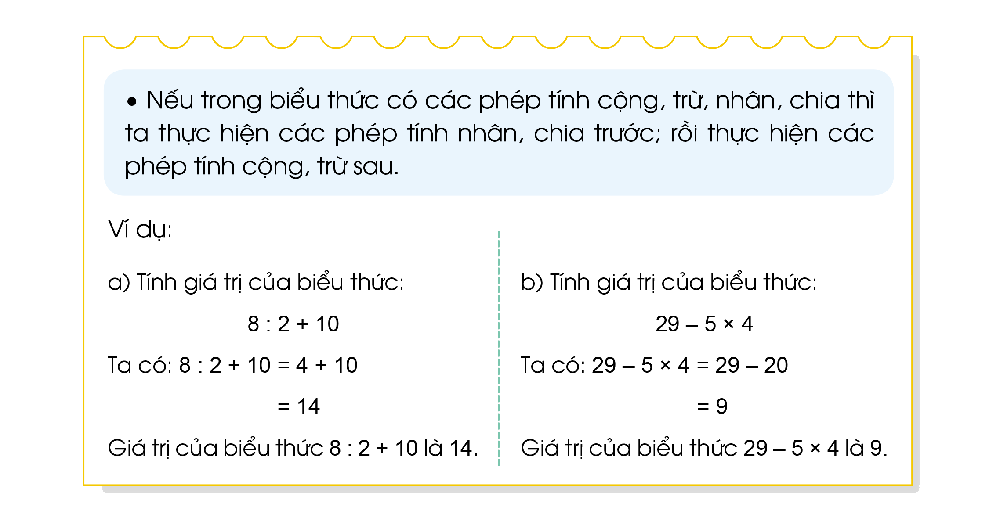 • Nếu trong biểu thức có các phép tính cộng, trừ, nhân, chia thì
ta thực hiện các phép tính nhân, chia trước; rồi thực hiện các
phép tính cộng, trừ sau.
Ví dụ:
a) Tính giá trị của biểu thức:
8 : 2 + 10
Ta có: 8 : 2 + 10 = 4 + 10
= 14
Giá trị của biểu thức 8 : 2 + 10 là 14.
b) Tính giá trị của biểu thức:
29 – 5 × 4
Ta có: 29 – 5 × 4 = 29 – 20
= 9
Giá trị của biểu thức 29 – 5 × 4 là 9.